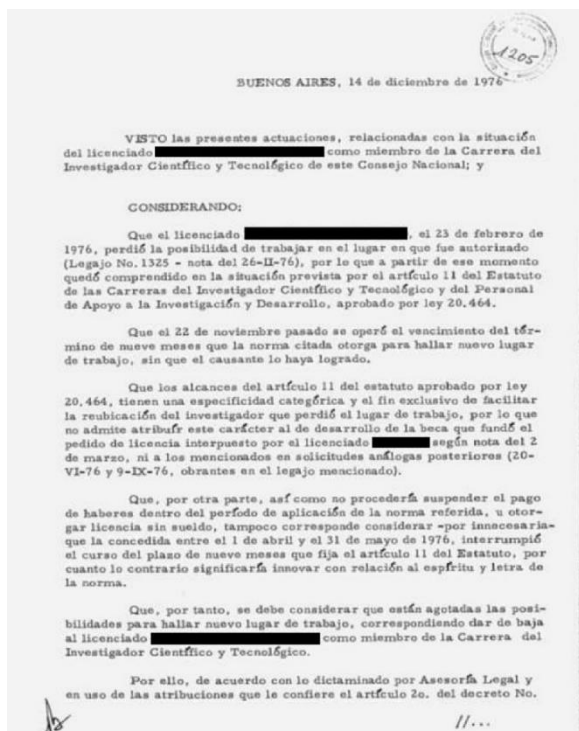 1205
BUENOS AIRES, 14 de diciembre de 1976
VISTO las presentes actuaciones, relacionadas con la situación
del licenciado como miembro de la Carrera del
Investigador Científico y Tecnológico de este Consejo Nacional; y
CONSIDERANDO:
Que el licenciado , el 23 de febrero de
1976, perdió la posibilidad de trabajar en el lugar en que fue autorizado
(Legajo No. 1325 - nota del 26-II-76), por lo que a partir de ese momento
quedó comprendido en la situación prevista por el artículo 11 del Estatuto
de las Carreras del Investigador Científico y Tecnológico y del Personal
de Apoyo a la Investigación y Desarrollo, aprobado por ley 20.464.
Que el 22 de noviembre pasado se operó el vencimiento del tér-
mino de nueve meses que la norma citada otorga para hallar nuevo lugar
de trabajo, sin que el causante lo haya logrado.
Que los alcances del artículo 11 del estatuto aprobado por ley
20.464, tienen una especificidad categórica y el fin exclusivo de facilitar
la reubicación del investigador que perdió el lugar de trabajo, por lo que
no admite atribuír este carácter al de desarrollo de la beca que fundó el
pedido de licencia interpuesto por el licenciado según nota del 2
de marzo, ni a los mencionados en solicitudes análogas posteriores (20-
VI-76 y 9-IX-76, obrantes en el legajo mencionado).
Que, por otra parte, así como no procedería suspender el pago
de haberes dentro del período de aplicación de la norma referida, u otor-
gar licencia sin sueldo, tampoco corresponde considerar -por innecesaria-
que la concedida entre el 1 de abril y el 31 de mayo de 1976, interrumpió
el curso del plazo de nueve meses que fija el artículo 11 del Estatuto, por
cuanto lo contrario significaría innovar con relación al espíritu y letra de
la norma.
Que, por tanto, se debe considerar que están agotadas las posi-
bilidades para hallar nuevo lugar de trabajo, correspondiendo dar de baja
al licenciado como miembro de la Carrera del
Investigador Científico y Tecnológico.
Por ello, de acuerdo con lo dictaminado por Asesoría Legal y
en uso de las atribuciones que le confiere el artículo 2o. del decreto No.
//...